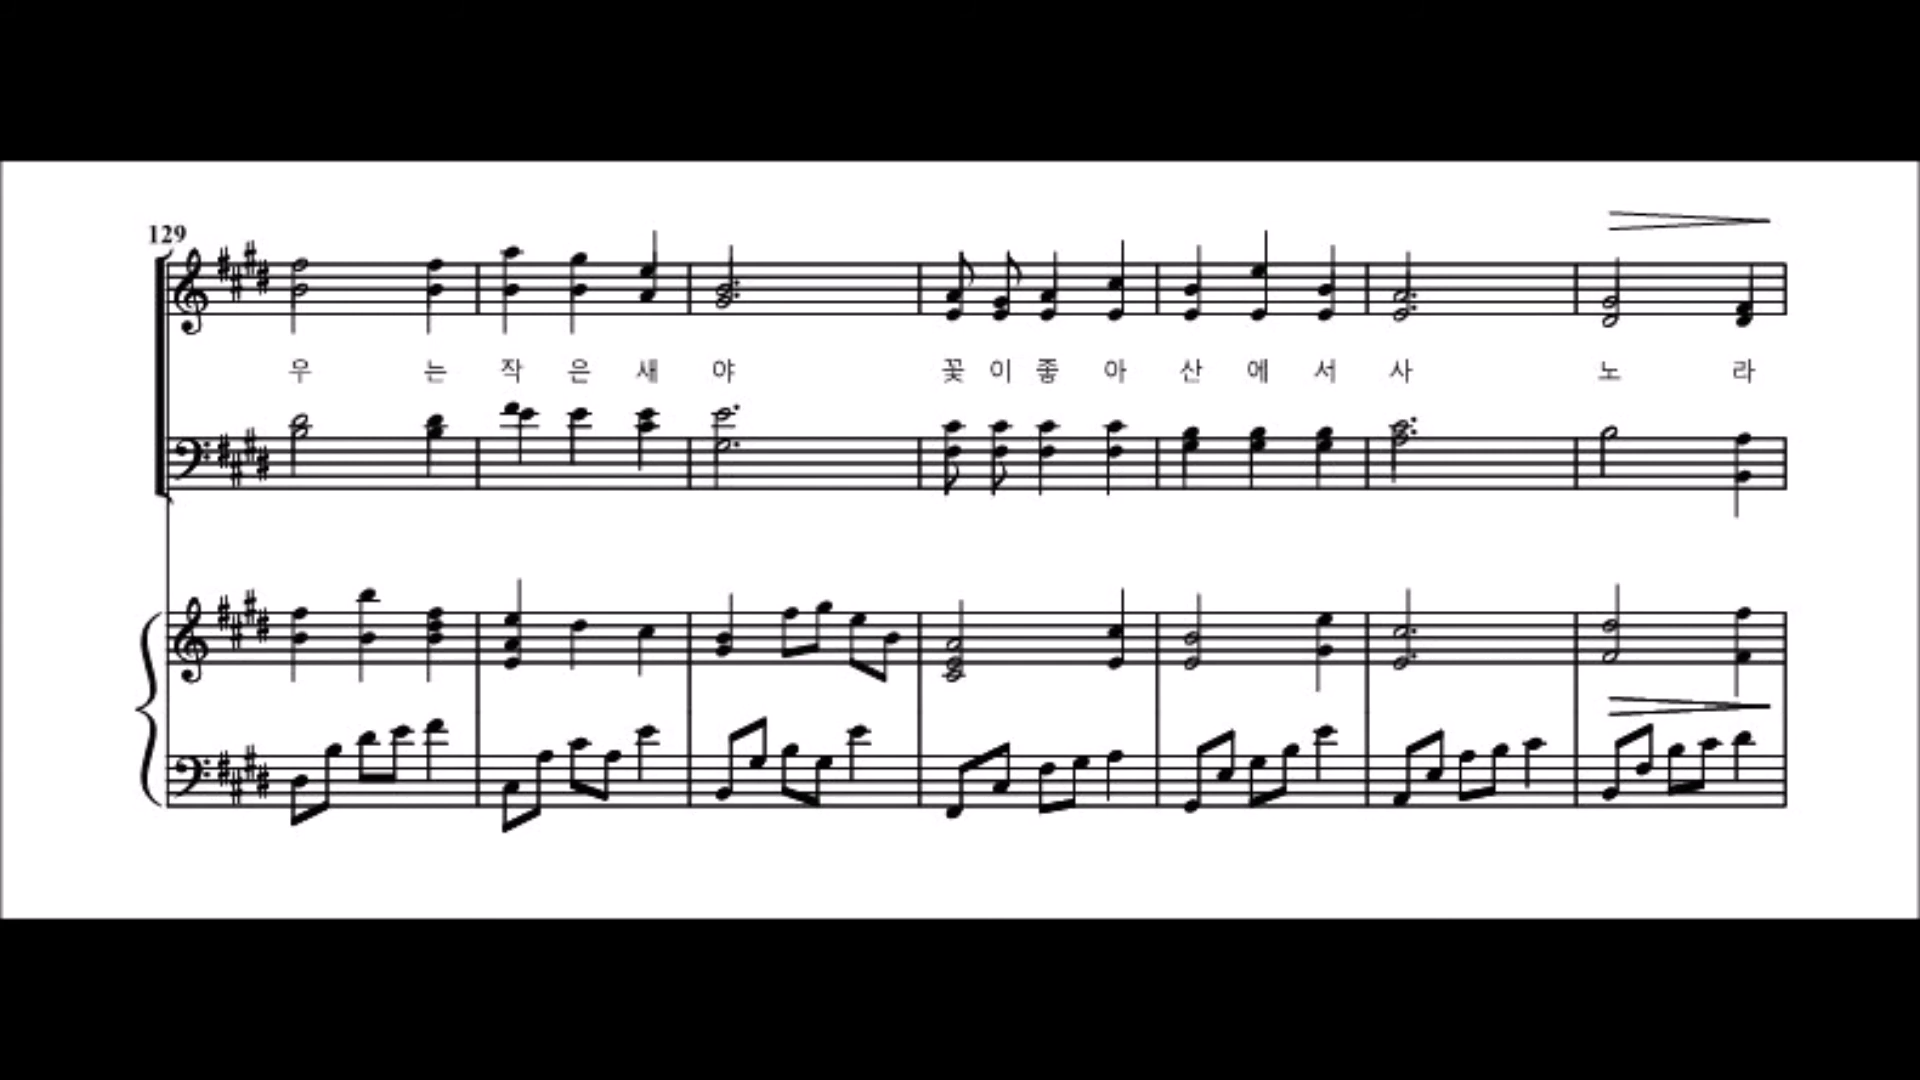 129
우 는 작 은 새 야 꽃 이 좋 아 산 에 서 사 노 라